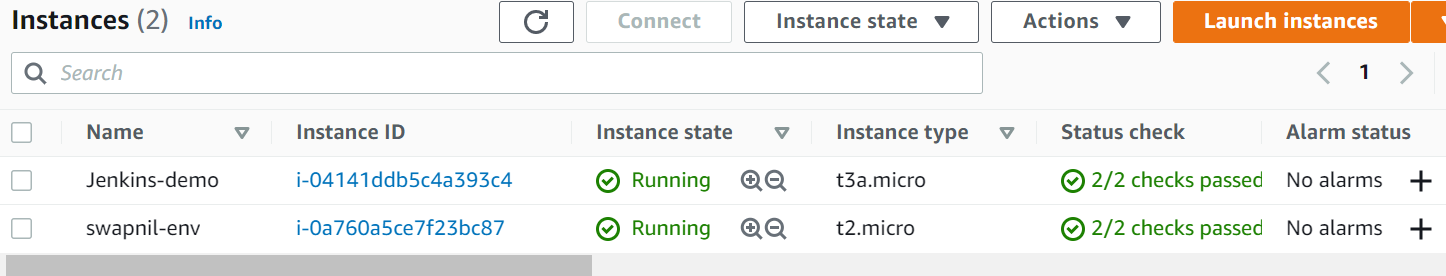 Instances (2) Info Connect Instance state Actions Launch instances
Search 1
Name Instance ID Instance state Instance type Status check Alarm status
Jenkins-demo i-04141ddb5c4a393c4 Running t3a.micro 2/2 checks passed No alarms
swapnil-env i-0a760a5ce7f23bc87 Running t2.micro 2/2 checks passed No alarms